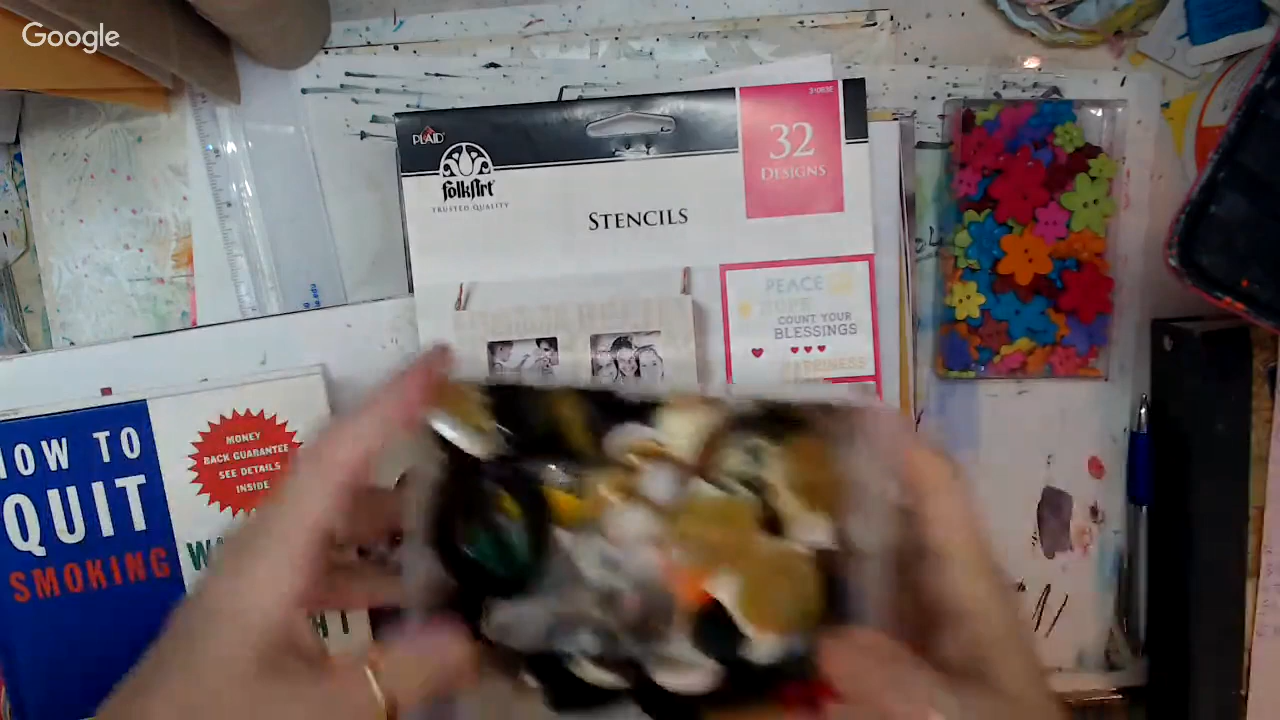 Google
PLAID
folkArt
TRUSTED QUALITY
32
DESIGNS
STENCILS
PEACE
COUNT YOUR
BLESSINGS
HAPPINESS
HOW TO
QUIT
SMOKING
MONEY
BACK GUARANTEE
SEE DETAILS
INSIDE